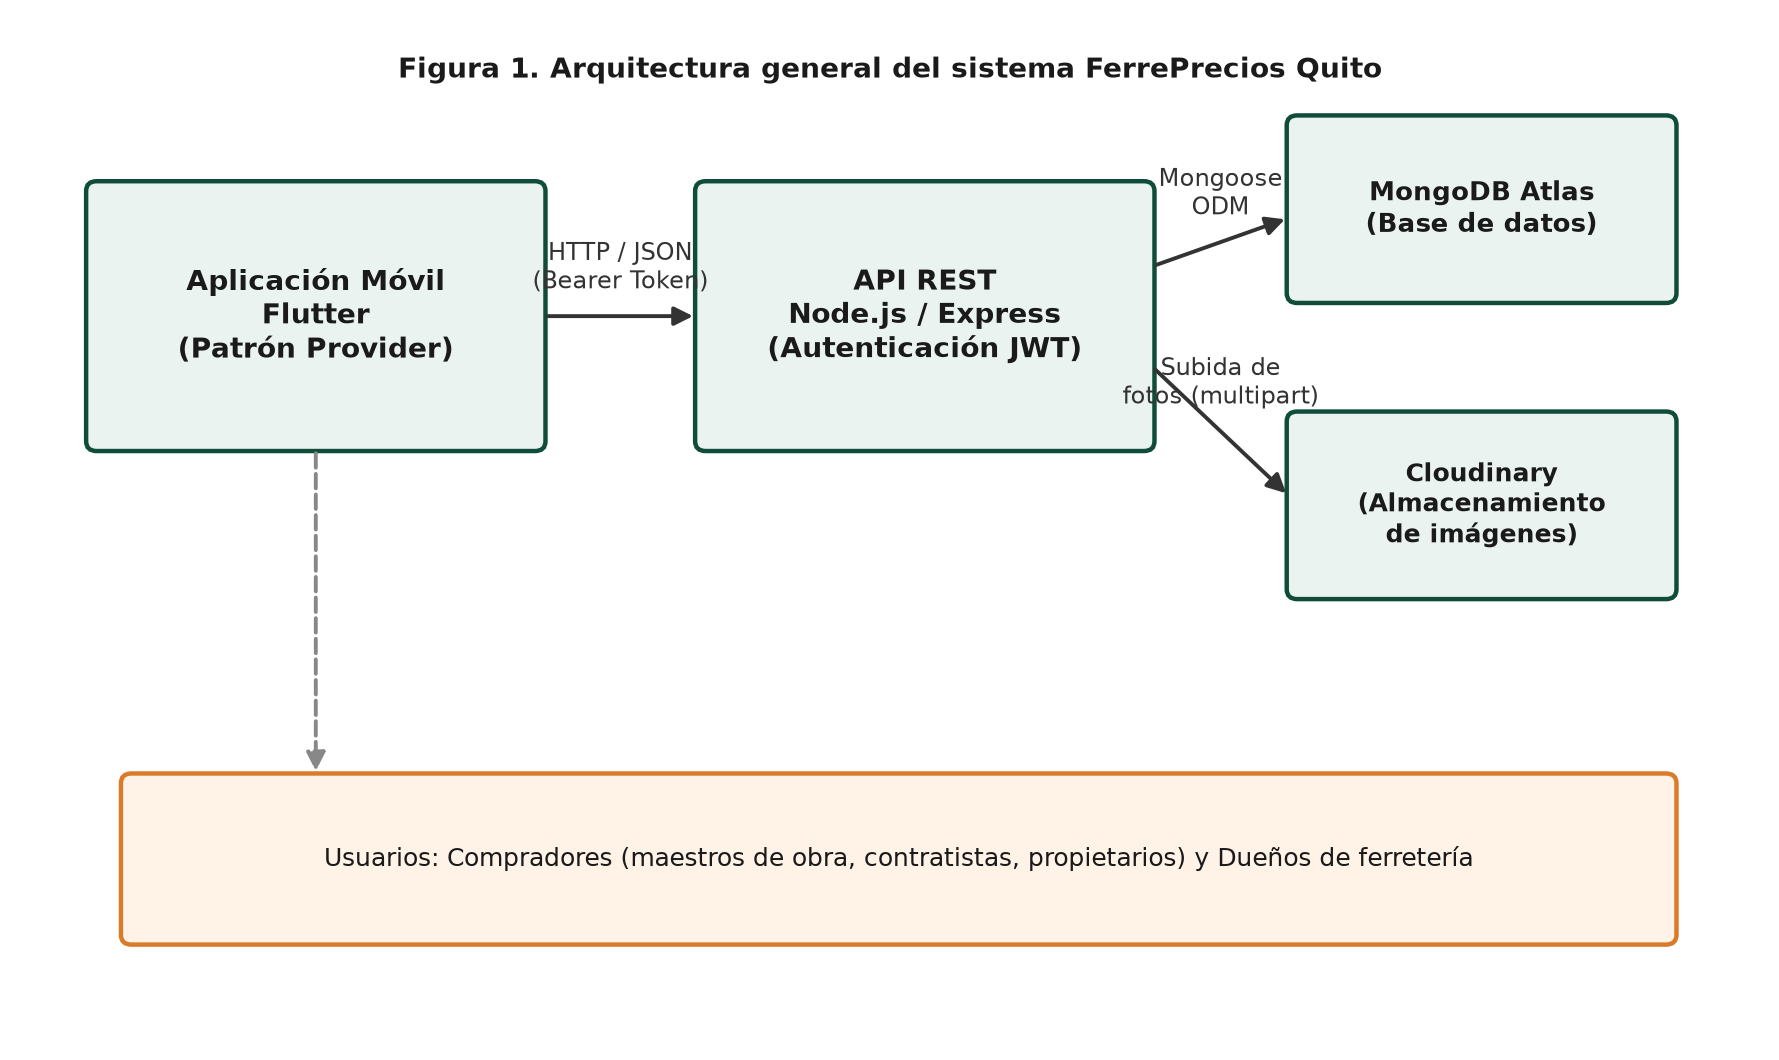 Figura 1. Arquitectura general del sistema FerrePrecios Quito
Aplicación Móvil
Flutter
(Patrón Provider)
HTTP / JSON
(Bearer Token)
API REST
Node.js / Express
(Autenticación JWT)
Mongoose
ODM
MongoDB Atlas
(Base de datos)
Subida de
fotos (multipart)
Cloudinary
(Almacenamiento
de imágenes)
Usuarios: Compradores (maestros de obra, contratistas, propietarios) y Dueños de ferretería